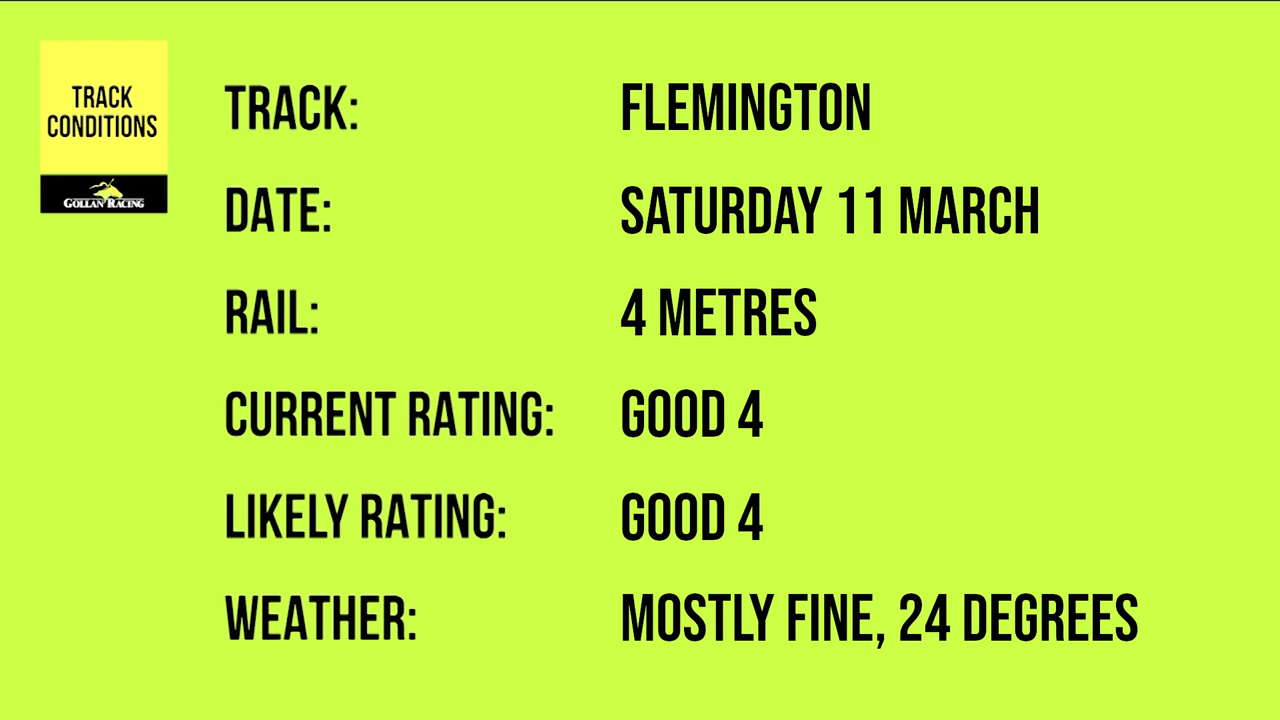 TRACK
CONDITIONS
GOLLAN RACING
TRACK: FLEMINGTON
DATE: SATURDAY 11 MARCH
RAIL: 4 METRES
CURRENT RATING: GOOD 4
LIKELY RATING: GOOD 4
WEATHER: MOSTLY FINE, 24 DEGREES